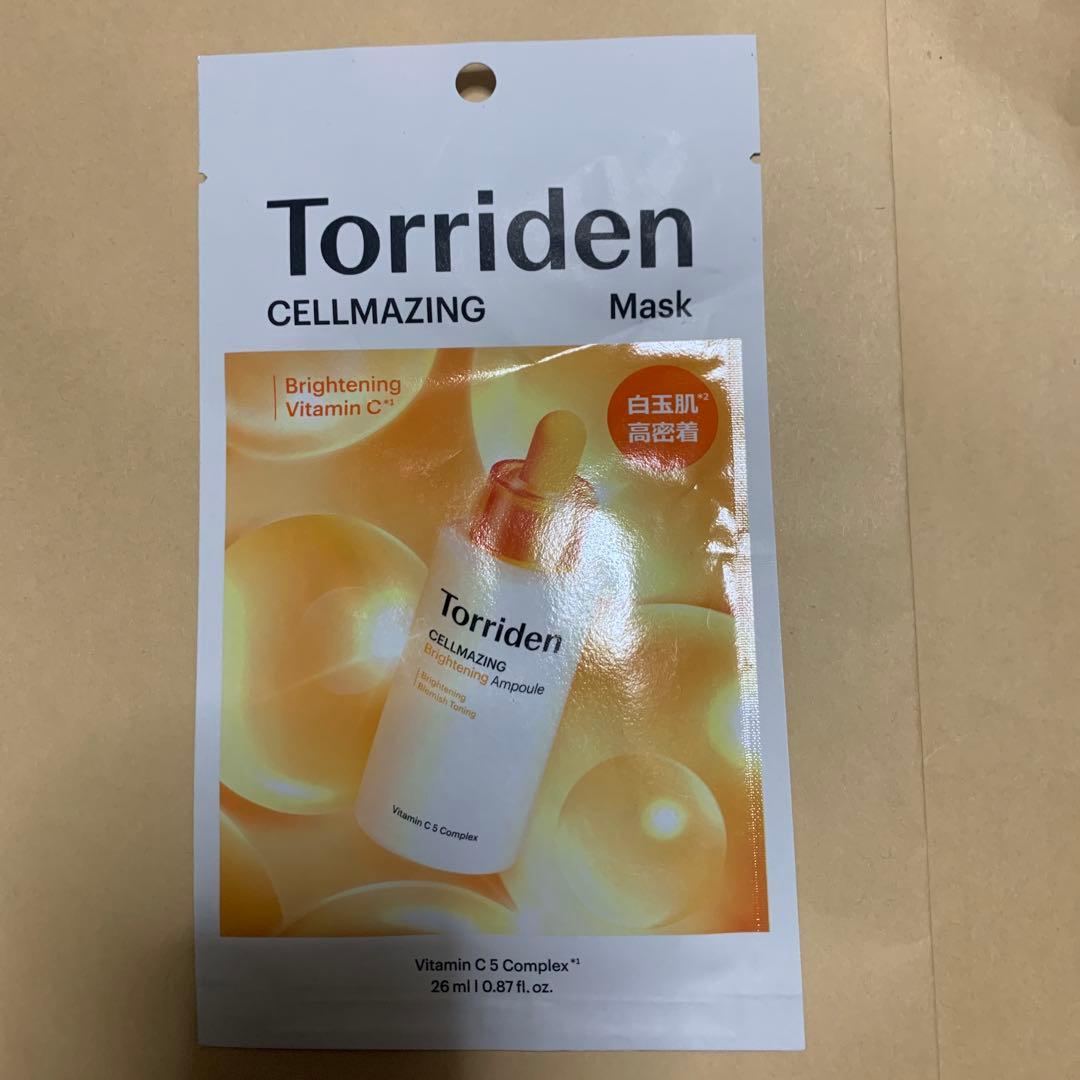 Torriden
CELLMAZING Mask
Brightening
Vitamin C*1
白玉肌*2
高密着
Torriden
CELLMAZING
Brightening Ampoule
Brightening
Blemish Toning
Vitamin C 5 Complex
Vitamin C 5 Complex*1
26 ml | 0.87 fl. oz.